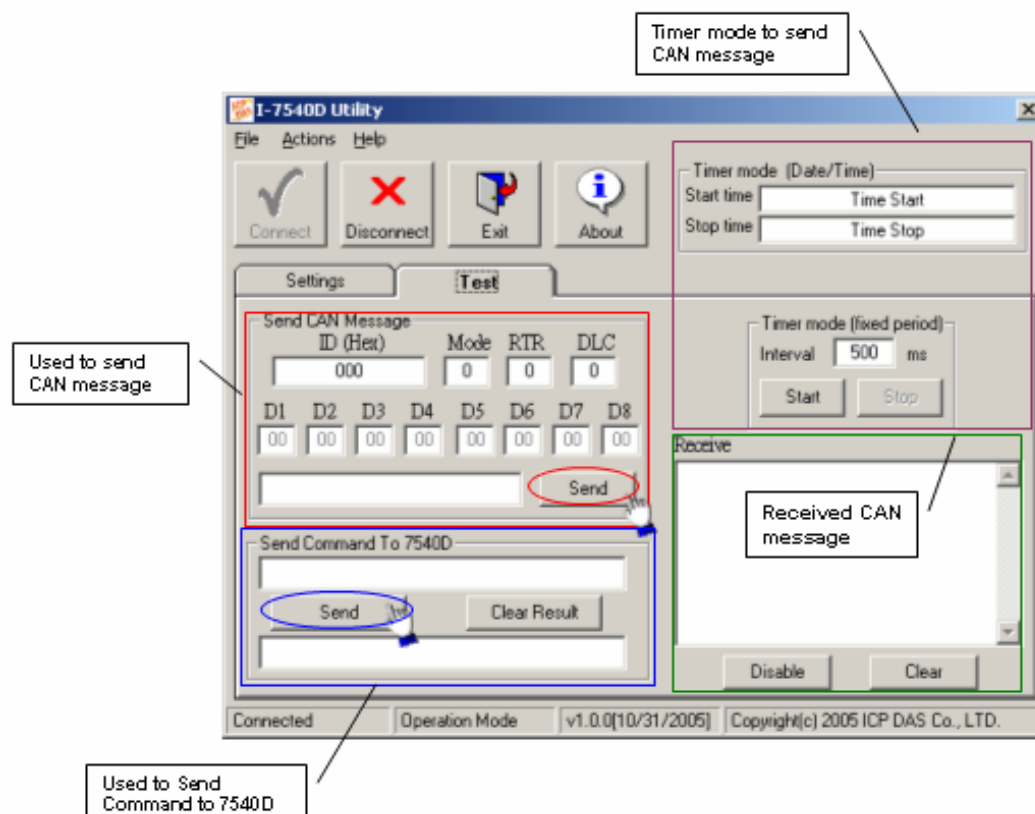 Timer mode to send
CAN message
I-7540D Utility
File Actions Help
Connect
Disconnect
Exit
About
Timer mode (Date/Time)
Start time
Time Start
Stop time
Time Stop
Settings
Test
Used to send
CAN message
Send CAN Message
ID (Hex) Mode RTR DLC
000 0 0 0
D1 D2 D3 D4 D5 D6 D7 D8
00 00 00 00 00 00 00 00
Send
Timer mode (fixed period)
Interval 500 ms
Start Stop
Receive
Received CAN
message
Send Command To 7540D
Send Clear Result
Disable Clear
Connected Operation Mode v1.0.0[10/31/2005] Copyright(c) 2005 ICP DAS Co., LTD.
Used to Send
Command to 7540D